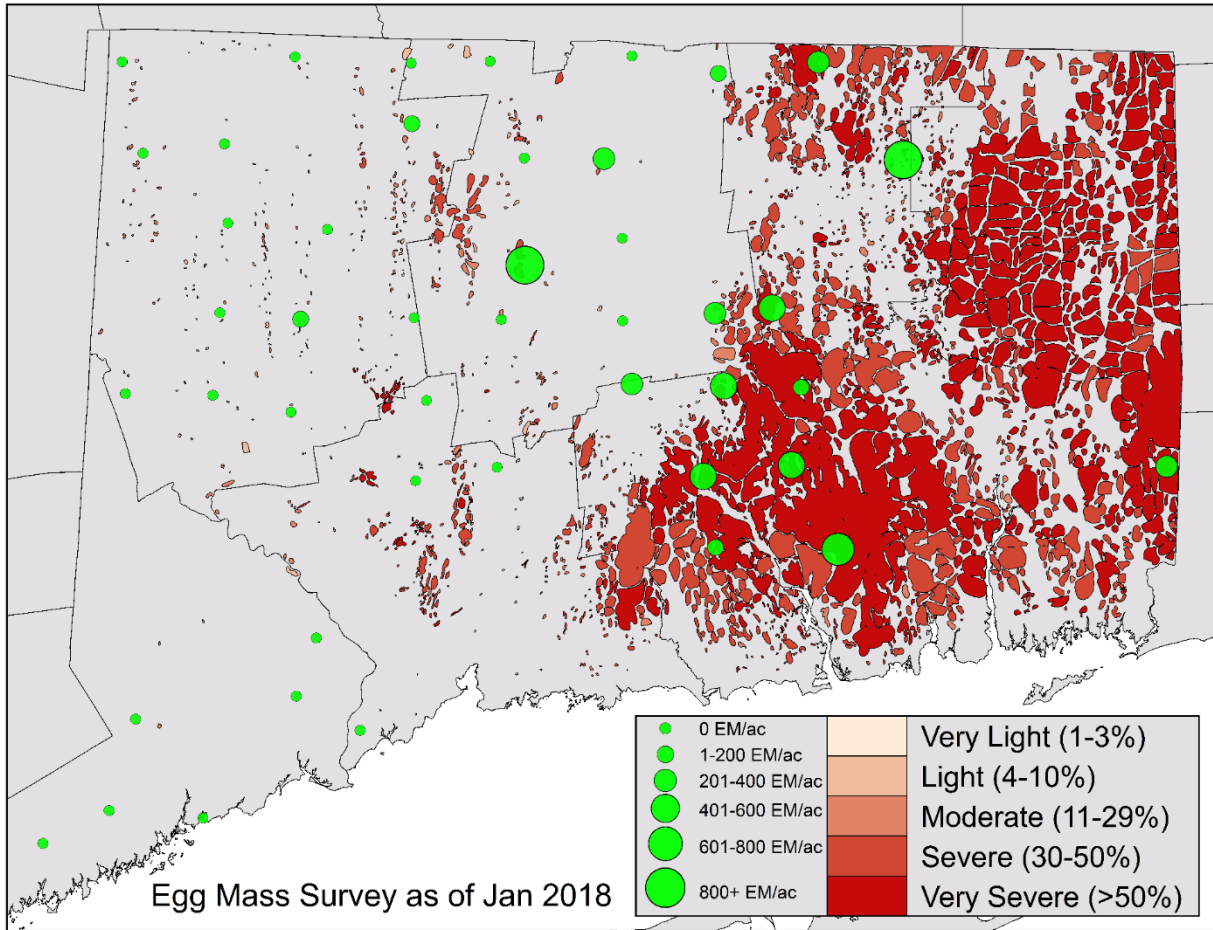 Egg Mass Survey as of Jan 2018
0 EM/ac
1-200 EM/ac
201-400 EM/ac
401-600 EM/ac
601-800 EM/ac
800+ EM/ac
Very Light (1-3%)
Light (4-10%)
Moderate (11-29%)
Severe (30-50%)
Very Severe (>50%)